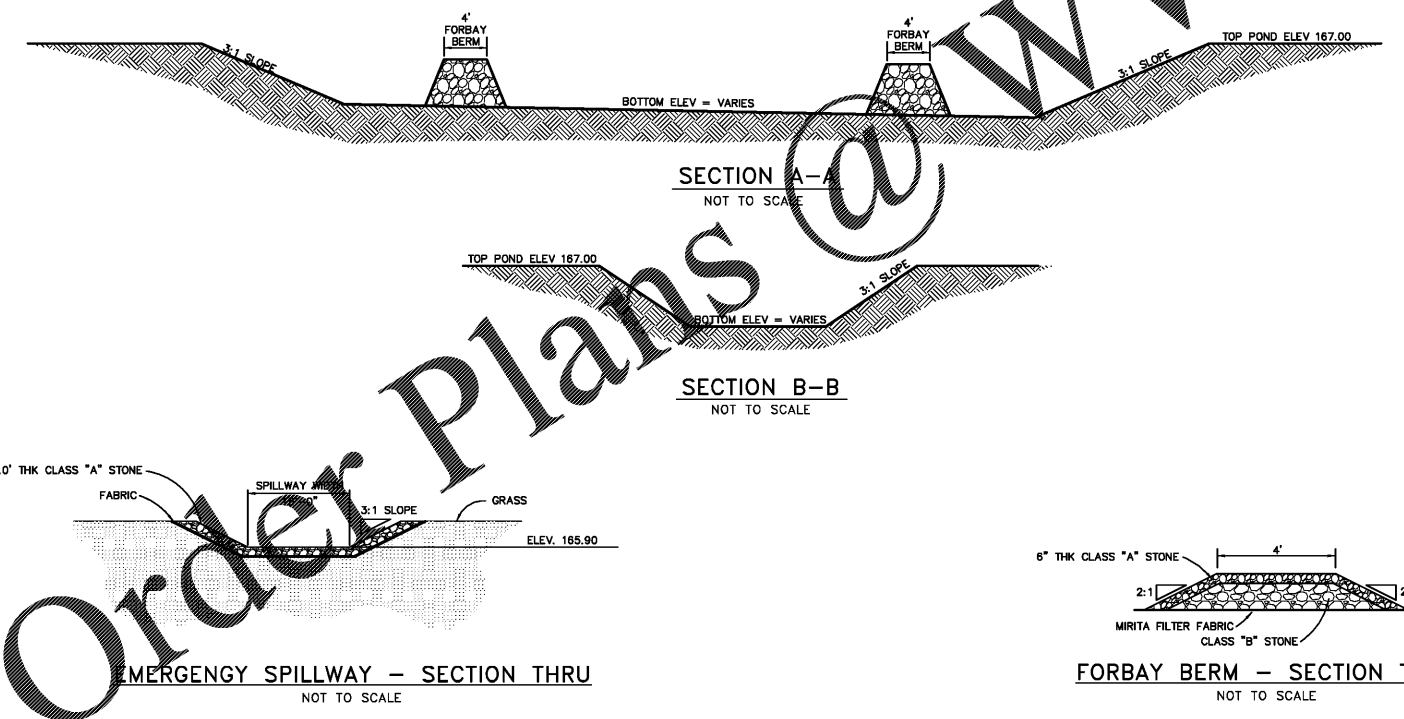 4'
FORBAY
BERM
4'
FORBAY
BERM
3:1 SLOPE
3:1 SLOPE
TOP POND ELEV 167.00
BOTTOM ELEV = VARIES
SECTION A-A
NOT TO SCALE
TOP POND ELEV 167.00
3:1 SLOPE
BOTTOM ELEV = VARIES
SECTION B-B
NOT TO SCALE
.0' THK CLASS "A" STONE
FABRIC
SPILLWAY WIDTH
GRASS
3:1 SLOPE
ELEV. 165.90
EMERGENGY SPILLWAY - SECTION THRU
NOT TO SCALE
6" THK CLASS "A" STONE
4'
2:1
2
MIRITA FILTER FABRIC
CLASS "B" STONE
FORBAY BERM - SECTION T
NOT TO SCALE
Order Plans @ W